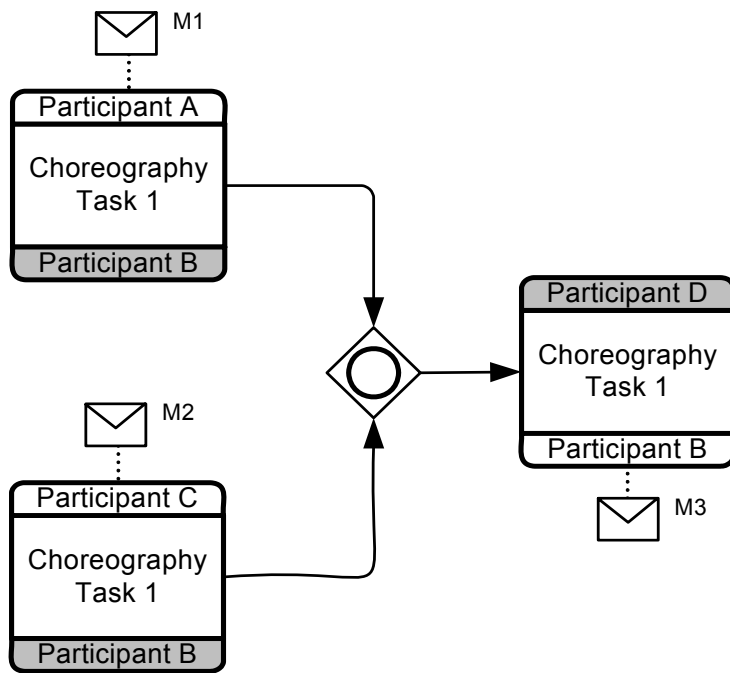 M1
Participant A
Choreography
Task 1
Participant B
Participant D
Choreography
Task 1
Participant B
M3
M2
Participant C
Choreography
Task 1
Participant B